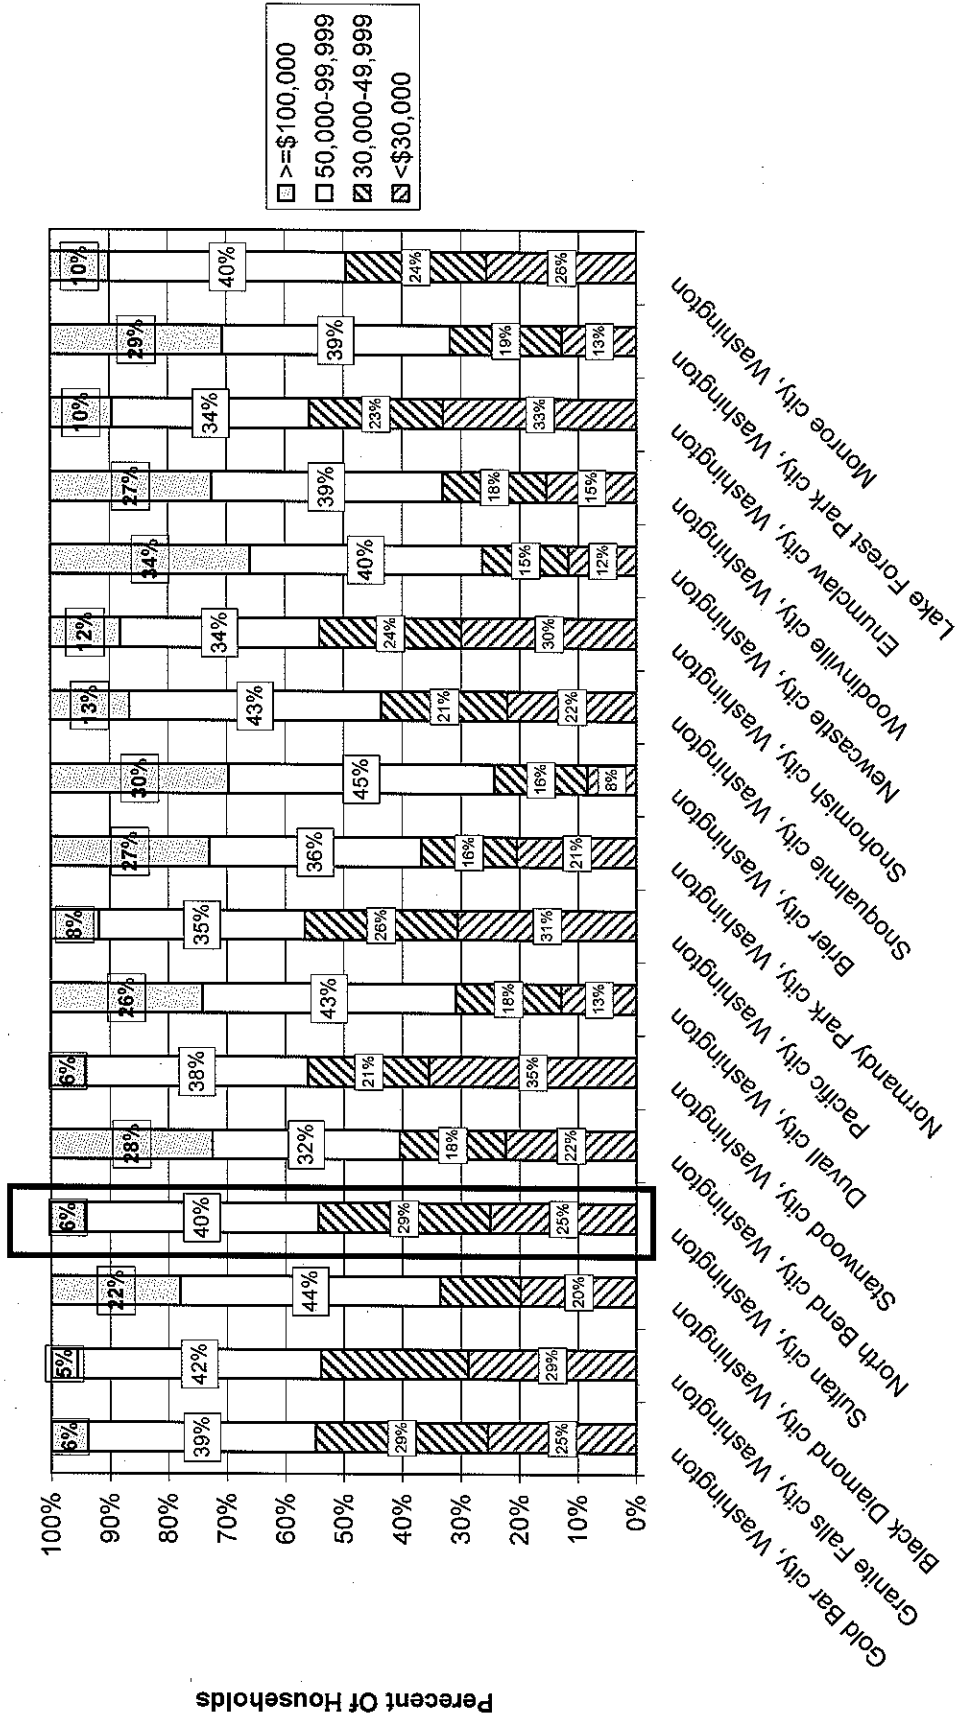 Perecent Of Households
100%
90%
80%
70%
60%
50%
40%
30%
20%
10%
0%
6% 5% 22% 6% 28% 6% 26% 8% 27% 30% 13% 12% 34% 27% 10% 29% 10%
39% 42% 44% 40% 32% 38% 43% 35% 36% 45% 43% 34% 40% 39% 34% 39% 40%
29% 29% 18% 21% 18% 26% 16% 16% 21% 24% 15% 18% 23% 19% 24%
25% 29% 20% 25% 22% 35% 13% 31% 21% 8% 22% 30% 12% 15% 33% 13% 26%
Gold Bar city, Washington
Granite Falls city, Washington
Black Diamond city, Washington
Sultan city, Washington
North Bend city, Washington
Stanwood city, Washington
Duvall city, Washington
Pacific city, Washington
Normandy Park city, Washington
Brier city, Washington
Snoqualmie city, Washington
Snohomish city, Washington
Newcastle city, Washington
Woodinville city, Washington
Enumclaw city, Washington
Lake Forest Park city, Washington
Monroe city, Washington
>=$100,000
50,000-99,999
30,000-49,999
<$30,000